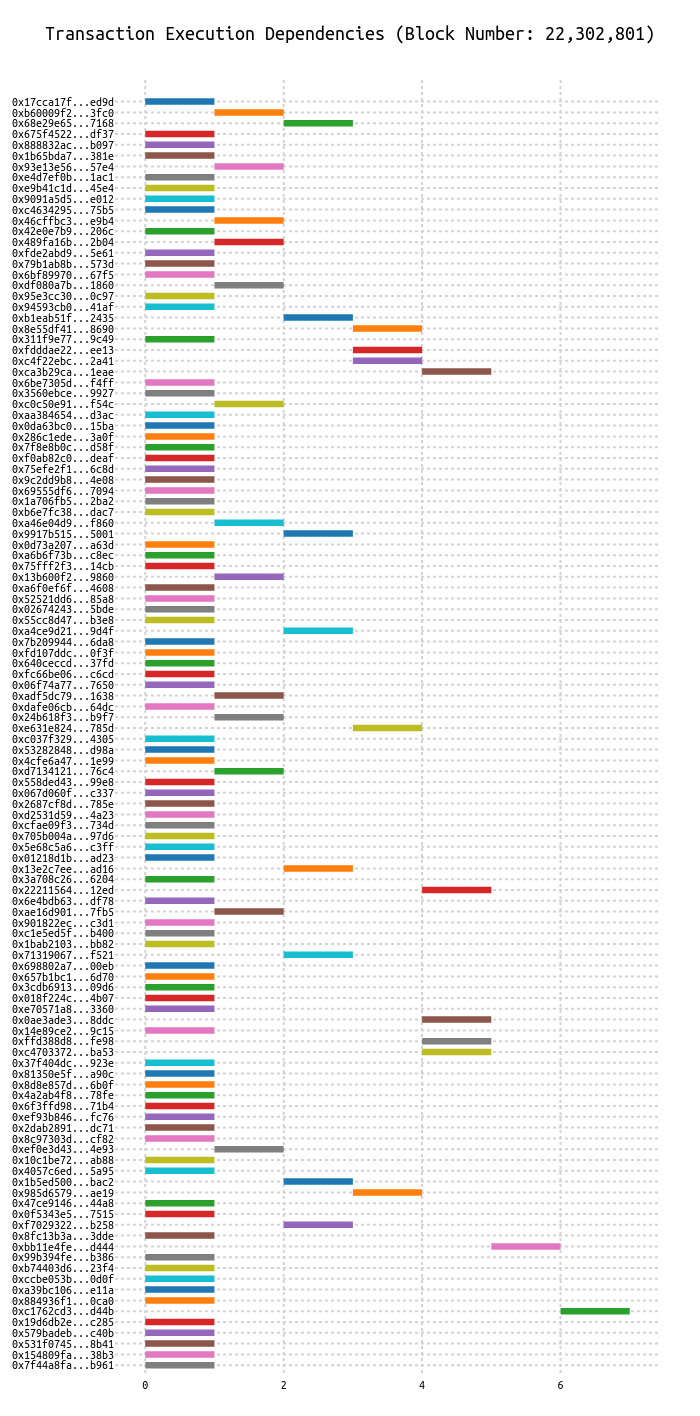 Transaction Execution Dependencies (Block Number: 22,302,801)
0x17cca17f...ed9d
0xb60009f2...3fc0
0x68e29e65...7168
0x675f4522...df37
0x888832ac...b097
0x1b65bda7...381e
0x93e13e56...57e4
0xe4d7ef0b...1ac1
0xe9b41c1d...45e4
0x9091a5d5...e012
0xc4634295...75b5
0x46cffbc3...e9b4
0x42e0e7b9...206c
0x489fa16b...2b04
0xfde2abd9...5e61
0x79b1ab8b...573d
0x6bf89970...67f5
0xdf080a7b...1860
0x95e3cc30...0c97
0x94593cb0...41af
0xb1eab51f...2435
0x8e55df41...8690
0x311f9e77...9c49
0xfdddae22...ee13
0xc4f22ebc...2a41
0xca3b29ca...1eae
0x6be7305d...f4ff
0x3560ebce...9927
0xc0c50e91...f54c
0xaa384654...d3ac
0x0da63bc0...15ba
0x286c1ede...3a0f
0x7f8e8b0c...d58f
0xf0ab82c0...deaf
0x75efe2f1...6c8d
0x9c2dd9b8...4e08
0x69555df6...7094
0x1a706fb5...2ba2
0xb6e7fc38...dac7
0xa46e04d9...f860
0x9917b515...5001
0x0d73a207...a63d
0xa6b6f73b...c8ec
0x75fff2f3...14cb
0x13b600f2...9860
0xa6f0ef6f...4608
0x52521dd6...85a8
0x02674243...5bde
0x55cc8d47...b3e8
0xa4ce9d21...9d4f
0x7b209944...6da8
0xfd107ddc...0f3f
0x640ceccd...37fd
0xfc66be06...c6cd
0x06f74a77...7650
0xadf5dc79...1638
0xdafe06cb...64dc
0x24b618f3...b9f7
0xe631e824...785d
0xc037f329...4305
0x53282848...d98a
0x4cfe6a47...1e99
0xd7134121...76c4
0x558ded43...99e8
0x067d060f...c337
0x2687cf8d...785e
0xd2531d59...4a23
0xcfae09f3...734d
0x705b004a...97d6
0x5e68c5a6...c3ff
0x01218d1b...ad23
0x13e2c7ee...ad16
0x3a708c26...6204
0x22211564...12ed
0x6e4bdb63...df78
0xae16d901...7fb5
0x901822ec...c3d1
0xc1e5ed5f...b400
0x1bab2103...bb82
0x71319067...f521
0x698802a7...00eb
0x657b1bc1...6d70
0x3cdb6913...09d6
0x018f224c...4b07
0xe70571a8...3360
0x0ae3ade3...8ddc
0x14e89ce2...9c15
0xffd388d8...fe98
0xc4703372...ba53
0x37f404dc...923e
0x81350e5f...a90c
0x8d8e857d...6b0f
0x4a2ab4f8...78fe
0x6f3ffd98...71b4
0xef93b846...fc76
0x2dab2891...dc71
0x8c97303d...cf82
0xef0e3d43...4e93
0x10c1be72...ab88
0x4057c6ed...5a95
0x1b5ed500...bac2
0x985d6579...ae19
0x47ce9146...44a8
0x0f5343e5...7515
0xf7029322...b258
0x8fc13b3a...3dde
0xbb11e4fe...d444
0x99b394fe...b386
0xb74403d6...23f4
0xccbe053b...0d0f
0xa39bc106...e11a
0x884936f1...0ca0
0xc1762cd3...d44b
0x19d6db2e...c285
0x579badeb...c40b
0x531f0745...8b41
0x154809fa...38b3
0x7f44a8fa...b961
0 2 4 6